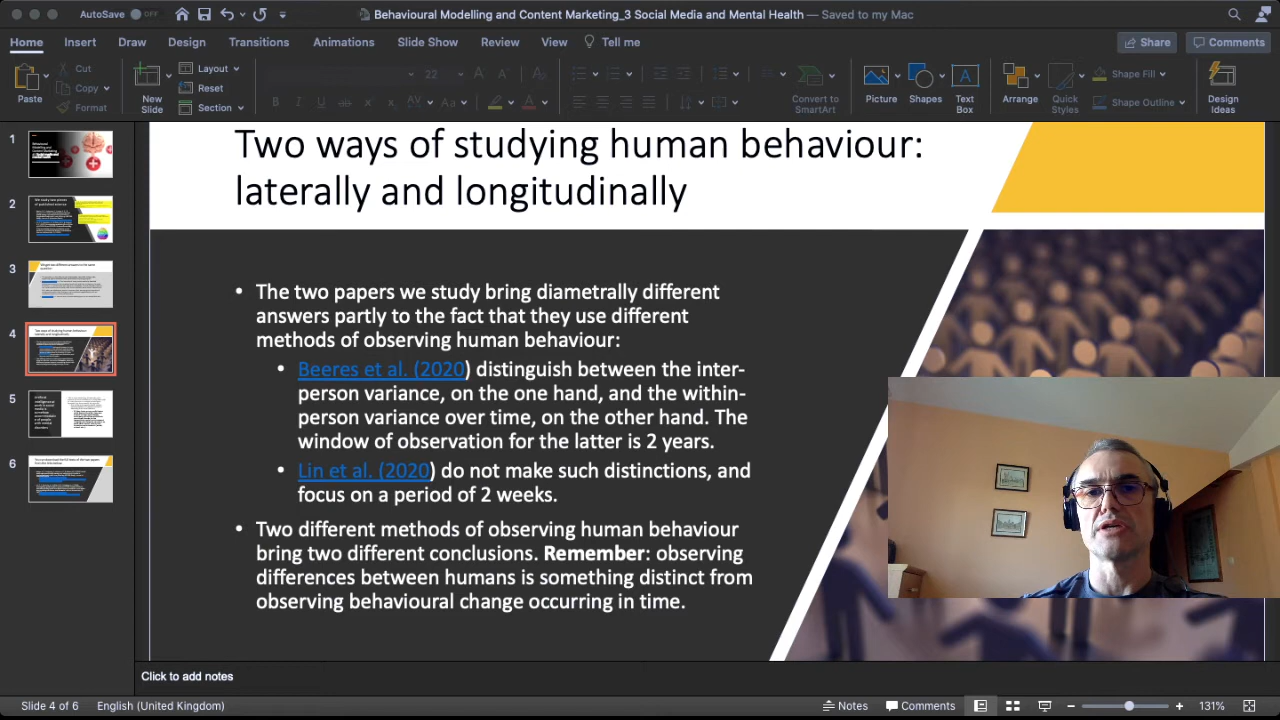 AutoSave OFF
Behavioural Modelling and Content Marketing_3 Social Media and Mental Health — Saved to my Mac
Home Insert Draw Design Transitions Animations Slide Show Review View Tell me Share Comments
Paste Cut Copy Format New Slide Layout Reset Section 22 Convert to SmartArt Picture Shapes Text Box Arrange Quick Styles Shape Fill Shape Outline Design Ideas
1
2
3
4
5
6
Two ways of studying human behaviour:
laterally and longitudinally
• The two papers we study bring diametrally different
answers partly to the fact that they use different
methods of observing human behaviour:
• Beeres et al. (2020) distinguish between the inter-
person variance, on the one hand, and the within-
person variance over time, on the other hand. The
window of observation for the latter is 2 years.
• Lin et al. (2020) do not make such distinctions, and
focus on a period of 2 weeks.
• Two different methods of observing human behaviour
bring two different conclusions. Remember: observing
differences between humans is something distinct from
observing behavioural change occurring in time.
Click to add notes
Slide 4 of 6 English (United Kingdom) Notes Comments 131%